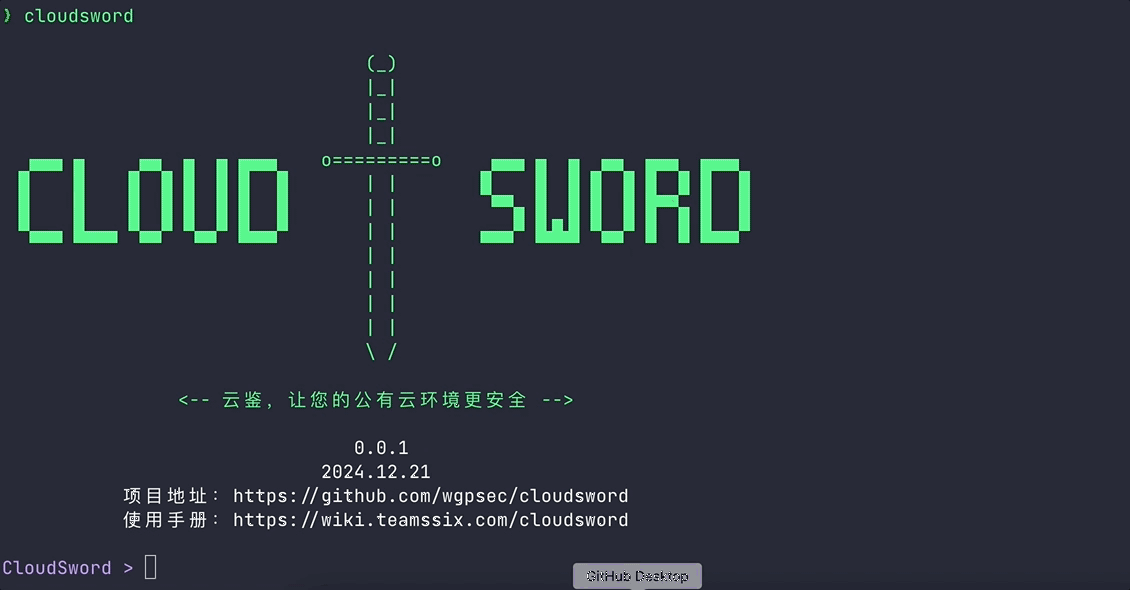 ❯ cloudsword
(_)
|_|
|_|
|_|
o=========o
CLOUD SWORD
| |
| |
| |
| |
| |
| |
| |
\ /
<-- 云鉴, 让您的公有云环境更安全 -->
0.0.1
2024.12.21
项目地址: https://github.com/wgpsec/cloudsword
使用手册: https://wiki.teamssix.com/cloudsword
CloudSword >
GitHub Desktop